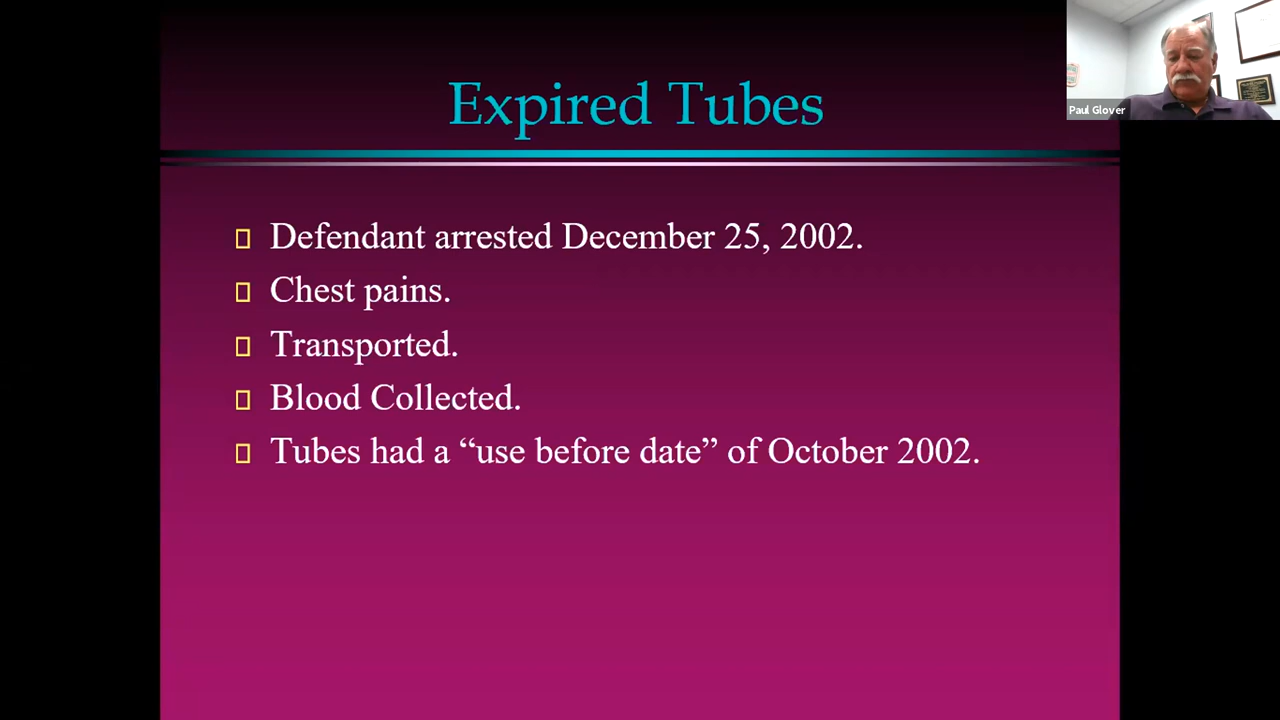 Expired Tubes
Paul Glover
Defendant arrested December 25, 2002.
Chest pains.
Transported.
Blood Collected.
Tubes had a “use before date” of October 2002.